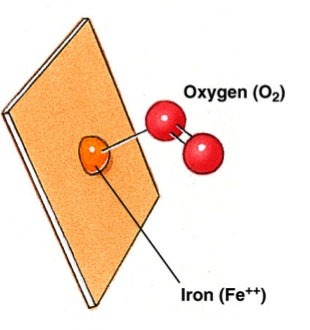 Oxygen (O₂)
Iron (Fe⁺⁺)